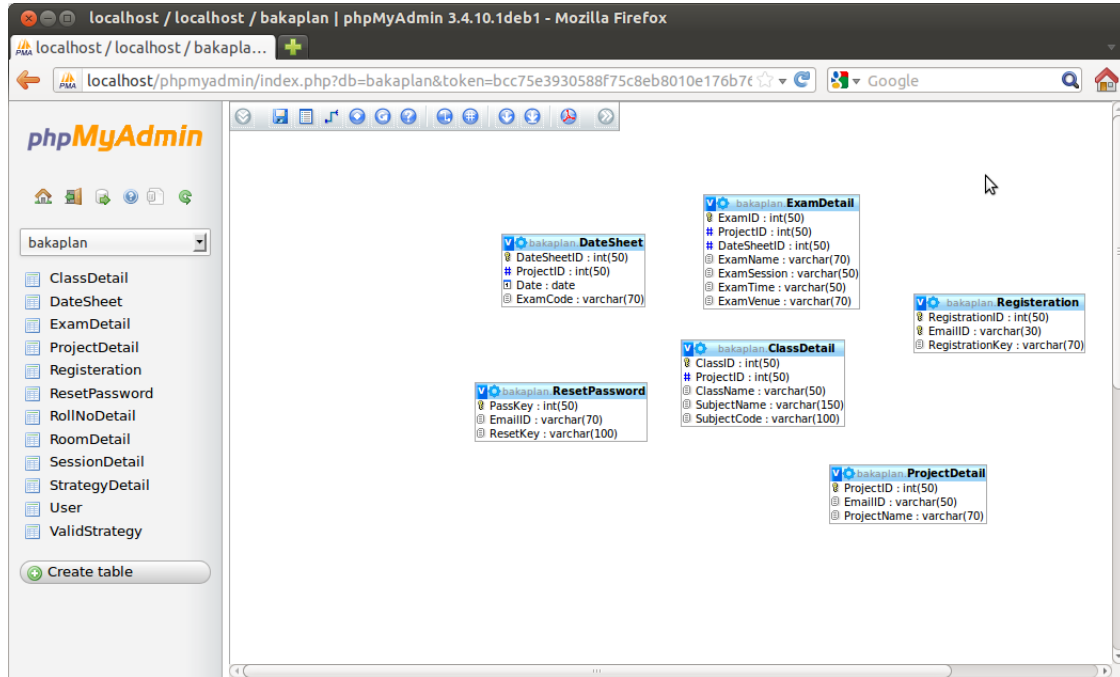 localhost / localhost / bakaplan | phpMyAdmin 3.4.10.1deb1 - Mozilla Firefox
PMA localhost / localhost / bakapla...
PMA localhost/phpmyadmin/index.php?db=bakaplan&token=bcc75e3930588f75c8eb8010e176b76 Google
phpMyAdmin
bakaplan
ClassDetail
DateSheet
ExamDetail
ProjectDetail
Registeration
ResetPassword
RollNoDetail
RoomDetail
SessionDetail
StrategyDetail
User
ValidStrategy
Create table
V bakaplan.DateSheet
DateSheetID : int(50)
# ProjectID : int(50)
Date : date
ExamCode : varchar(70)
V bakaplan.ExamDetail
ExamID : int(50)
# ProjectID : int(50)
# DateSheetID : int(50)
ExamName : varchar(70)
ExamSession : varchar(50)
ExamTime : varchar(50)
ExamVenue : varchar(70)
V bakaplan.Registeration
RegistrationID : int(50)
EmailID : varchar(30)
RegistrationKey : varchar(70)
V bakaplan.ClassDetail
ClassID : int(50)
# ProjectID : int(50)
ClassName : varchar(50)
SubjectName : varchar(150)
SubjectCode : varchar(100)
V bakaplan.ResetPassword
PassKey : int(50)
EmailID : varchar(70)
ResetKey : varchar(100)
V bakaplan.ProjectDetail
ProjectID : int(50)
EmailID : varchar(50)
ProjectName : varchar(70)